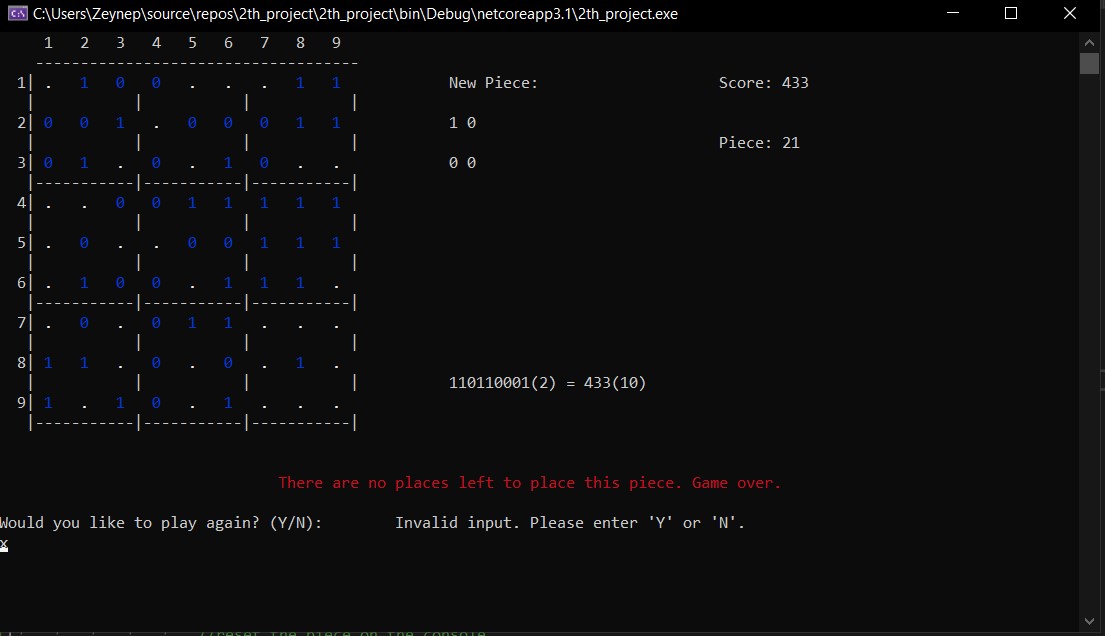 C:\Users\Zeynep\source\repos\2th_project\2th_project\bin\Debug\netcoreapp3.1\2th_project.exe
1 2 3 4 5 6 7 8 9
------------------------------------
1| . 1 0 0 . . . 1 1 New Piece: Score: 433
| | | |
2| 0 0 1 . 0 0 0 1 1 1 0
| | | | Piece: 21
3| 0 1 . 0 . 1 0 . . 0 0
|-----------|-----------|-----------|
4| . . 0 0 1 1 1 1 1
| | | |
5| . 0 . . 0 0 1 1 1
| | | |
6| . 1 0 0 . 1 1 1 .
|-----------|-----------|-----------|
7| . 0 . 0 1 1 . . .
| | | |
8| 1 1 . 0 . 0 . 1 .
| | | | 110110001(2) = 433(10)
9| 1 . 1 0 . 1 . . .
|-----------|-----------|-----------|
There are no places left to place this piece. Game over.
Would you like to play again? (Y/N): Invalid input. Please enter 'Y' or 'N'.
x
//reset the piece on the console